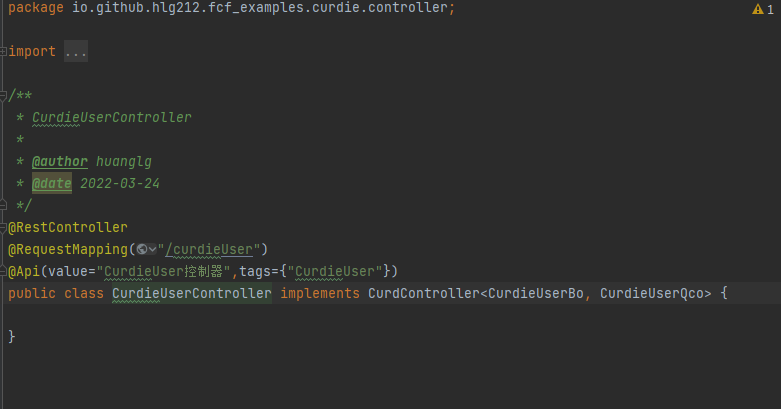 package io.github.hlg212.fcf_examples.curdie.controller;
1
import ...
/**
* CurdieUserController
*
* @author huanglg
* @date 2022-03-24
*/
@RestController
@RequestMapping("/curdieUser")
@Api(value="CurdieUser控制器",tags={"CurdieUser"})
public class CurdieUserController implements CurdController<CurdieUserBo, CurdieUserQco> {
}